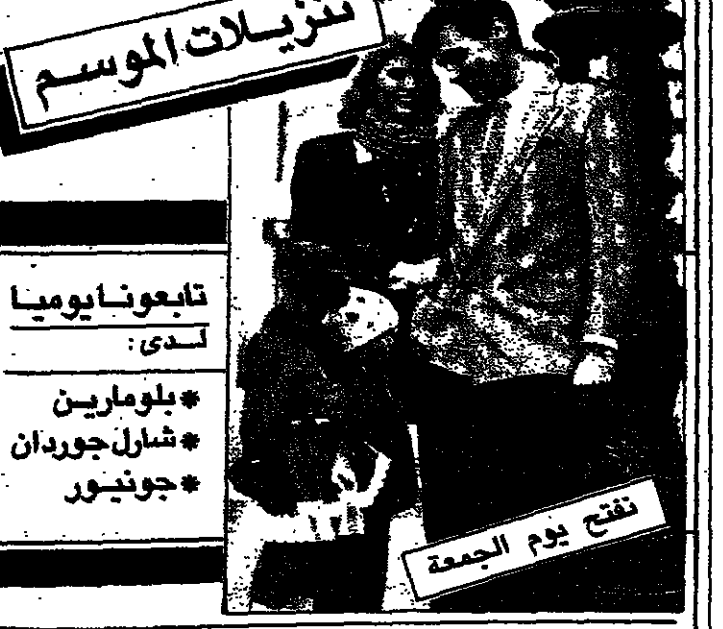 تنزيلات الموسم
تابعونا يوميا
لدى:
*بلومارين
*شارل جوردان
*جونيور
نفتح يوم الجمعة